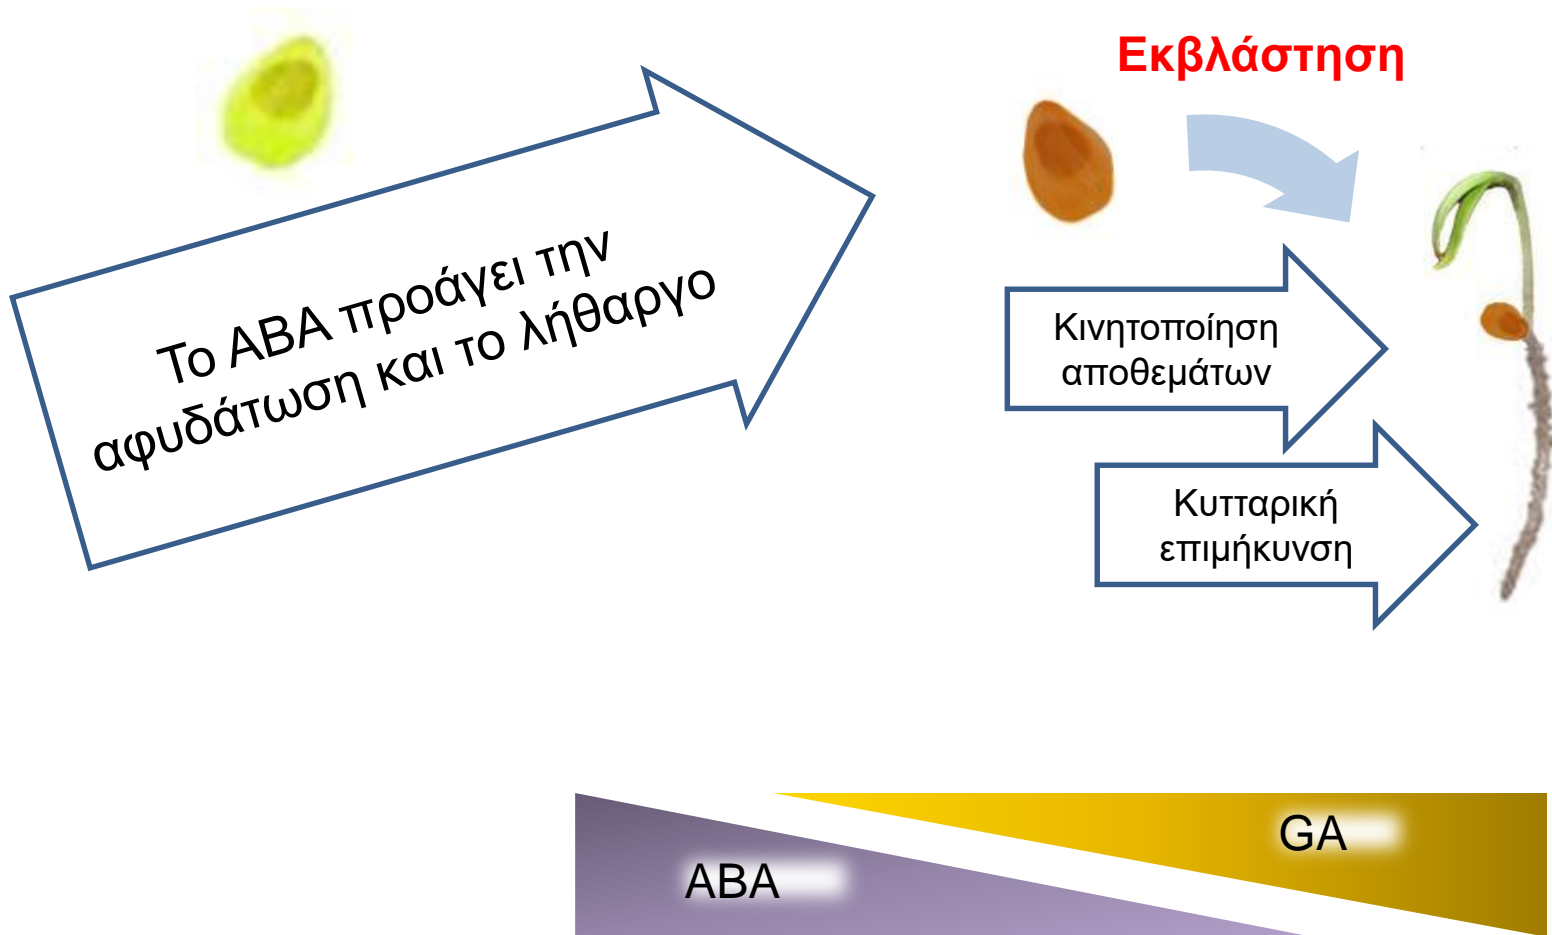 Εκβλάστηση
Το ABA προάγει την
αφυδάτωση και το λήθαργο
Κινητοποίηση
αποθεμάτων
Κυτταρική
επιμήκυνση
GA
ABA